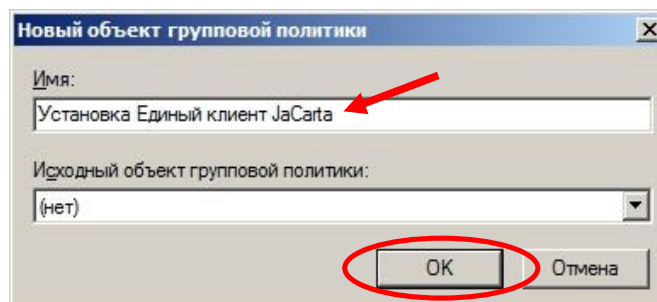 Новый объект групповой политики
Имя:
Установка Единый клиент JaCarta
Исходный объект групповой политики:
(нет)
OK
Отмена